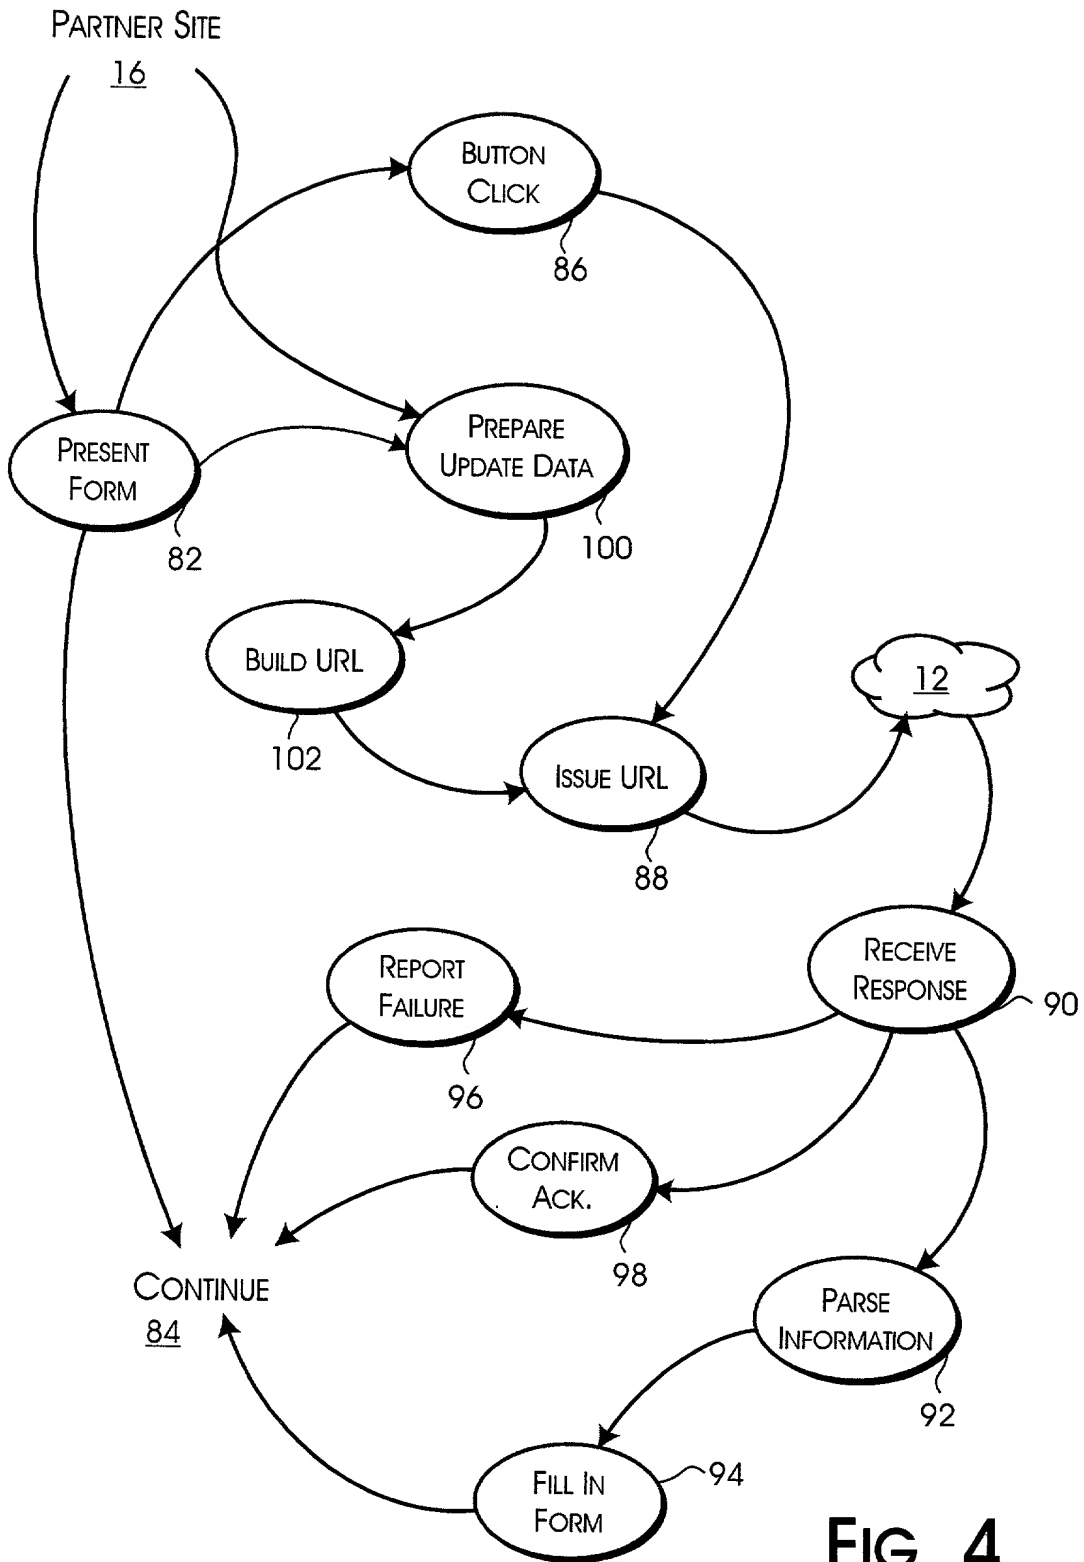 PARTNER SITE
16
BUTTON
CLICK
86
PREPARE
UPDATE DATA
100
PRESENT
FORM
82
BUILD URL
102
12
ISSUE URL
88
RECEIVE
RESPONSE
90
REPORT
FAILURE
96
CONFIRM
ACK.
98
CONTINUE
84
PARSE
INFORMATION
92
FILL IN
FORM
94
FIG. 4